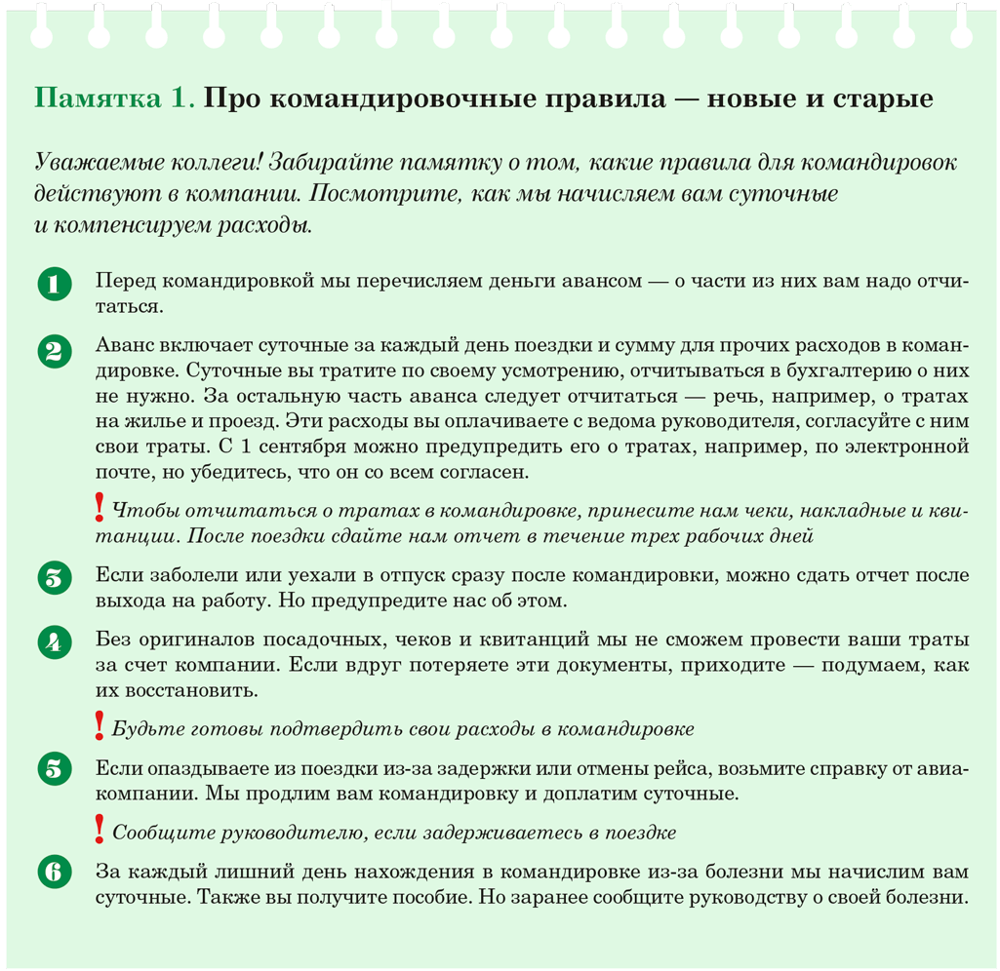 Памятка 1. Про командировочные правила — новые и старые
Уважаемые коллеги! Забирайте памятку о том, какие правила для командировок
действуют в компании. Посмотрите, как мы начисляем вам суточные
и компенсируем расходы.
1 Перед командировкой мы перечисляем деньги авансом — о части из них вам надо отчи-
таться.
2 Аванс включает суточные за каждый день поездки и сумму для прочих расходов в коман-
дировке. Суточные вы тратите по своему усмотрению, отчитываться в бухгалтерию о них
не нужно. За остальную часть аванса следует отчитаться — речь, например, о тратах
на жилье и проезд. Эти расходы вы оплачиваете с ведома руководителя, согласуйте с ним
свои траты. С 1 сентября можно предупредить его о тратах, например, по электронной
почте, но убедитесь, что он со всем согласен.
! Чтобы отчитаться о тратах в командировке, принесите нам чеки, накладные и кви-
танции. После поездки сдайте нам отчет в течение трех рабочих дней
3 Если заболели или уехали в отпуск сразу после командировки, можно сдать отчет после
выхода на работу. Но предупредите нас об этом.
4 Без оригиналов посадочных, чеков и квитанций мы не сможем провести ваши траты
за счет компании. Если вдруг потеряете эти документы, приходите — подумаем, как
их восстановить.
! Будьте готовы подтвердить свои расходы в командировке
5 Если опаздываете из поездки из-за задержки или отмены рейса, возьмите справку от авиа-
компании. Мы продлим вам командировку и доплатим суточные.
! Сообщите руководителю, если задерживаетесь в поездке
6 За каждый лишний день нахождения в командировке из-за болезни мы начислим вам
суточные. Также вы получите пособие. Но заранее сообщите руководству о своей болезни.